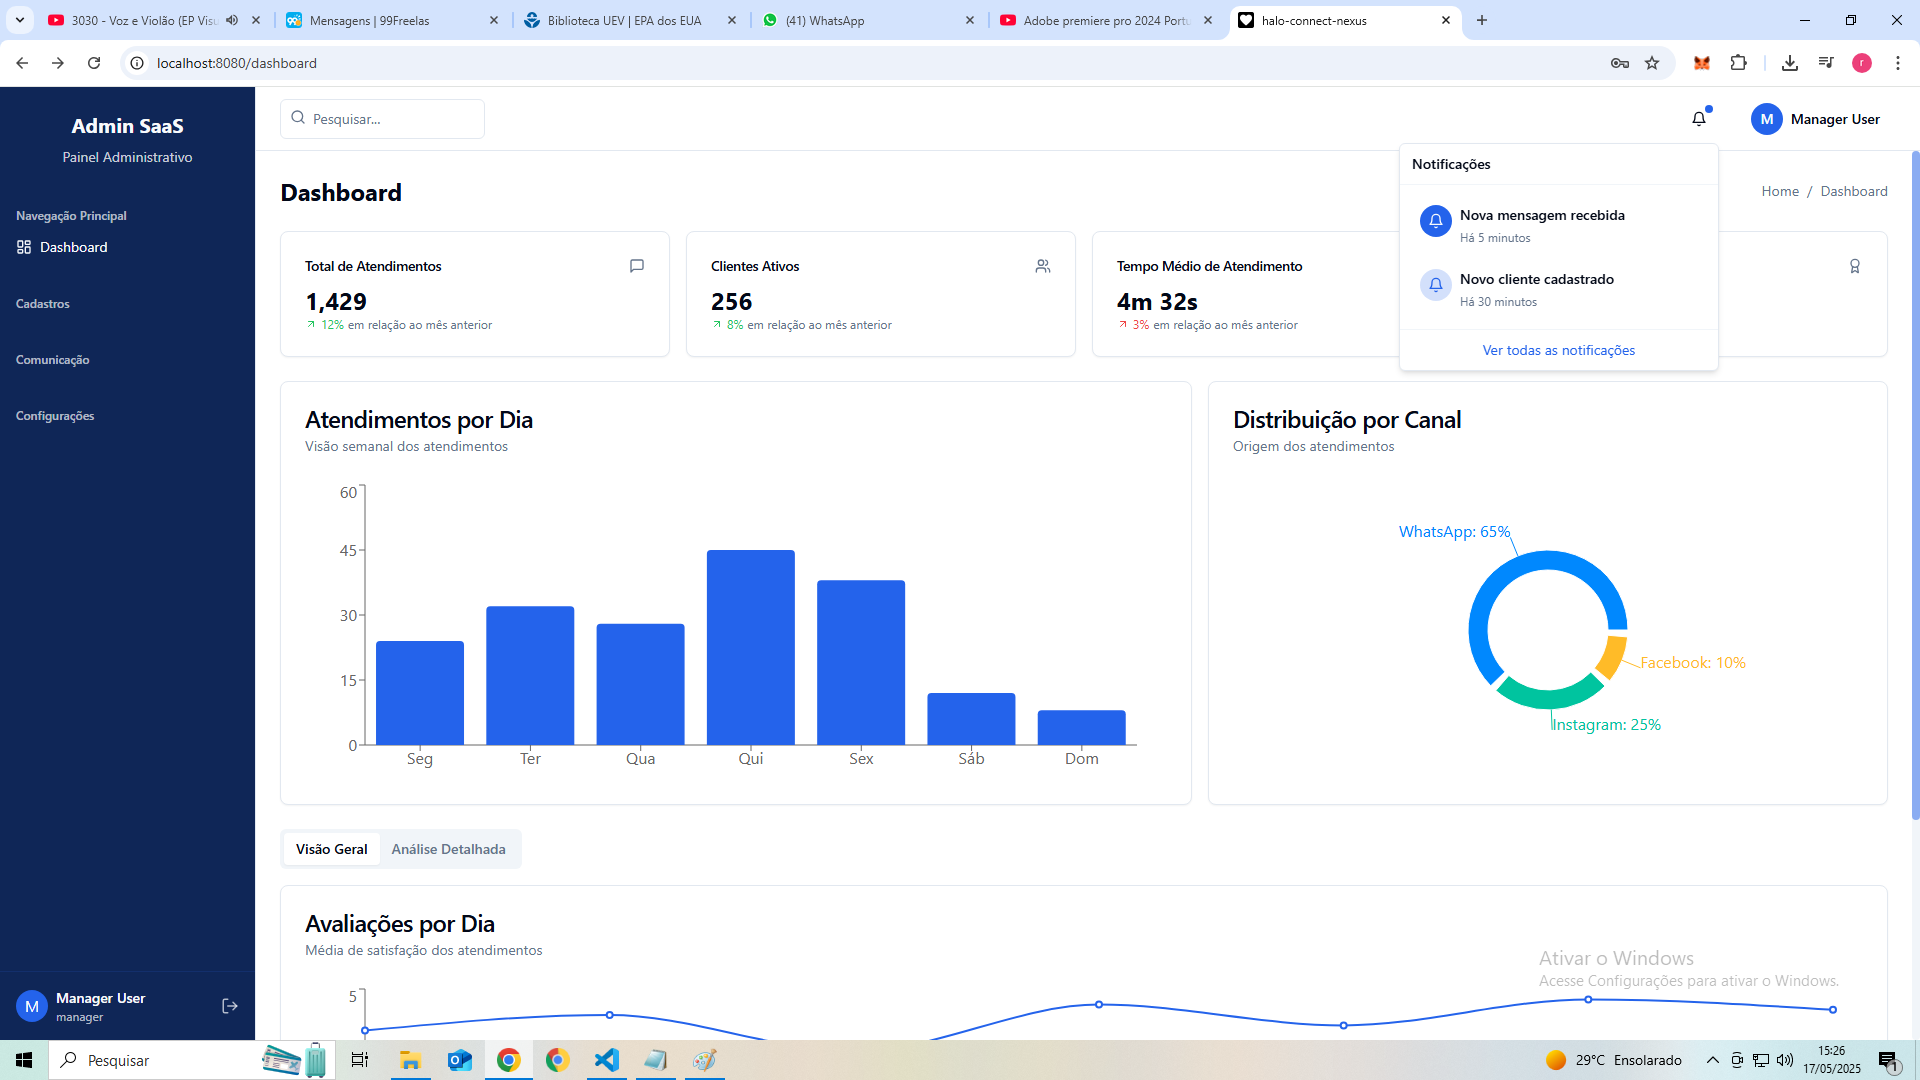 3030 - Voz e Violão (EP Visu
Mensagens | 99Freelas
Biblioteca UEV | EPA dos EUA
(41) WhatsApp
Adobe premiere pro 2024 Portu
halo-connect-nexus
localhost:8080/dashboard
r
Admin SaaS
Painel Administrativo
Navegação Principal
Dashboard
Cadastros
Comunicação
Configurações
Manager User
manager
M
Pesquisar...
M
Manager User
Dashboard
Home / Dashboard
Notificações
Nova mensagem recebida
Há 5 minutos
Novo cliente cadastrado
Há 30 minutos
Ver todas as notificações
Total de Atendimentos
1,429
12% em relação ao mês anterior
Clientes Ativos
256
8% em relação ao mês anterior
Tempo Médio de Atendimento
4m 32s
3% em relação ao mês anterior
Atendimentos por Dia
Visão semanal dos atendimentos
60
45
30
15
0
Seg Ter Qua Qui Sex Sáb Dom
Distribuição por Canal
Origem dos atendimentos
WhatsApp: 65%
Facebook: 10%
Instagram: 25%
Visão Geral
Análise Detalhada
Avaliações por Dia
Média de satisfação dos atendimentos
5
Ativar o Windows
Acesse Configurações para ativar o Windows.
Pesquisar
29°C Ensolarado
15:26
17/05/2025
1